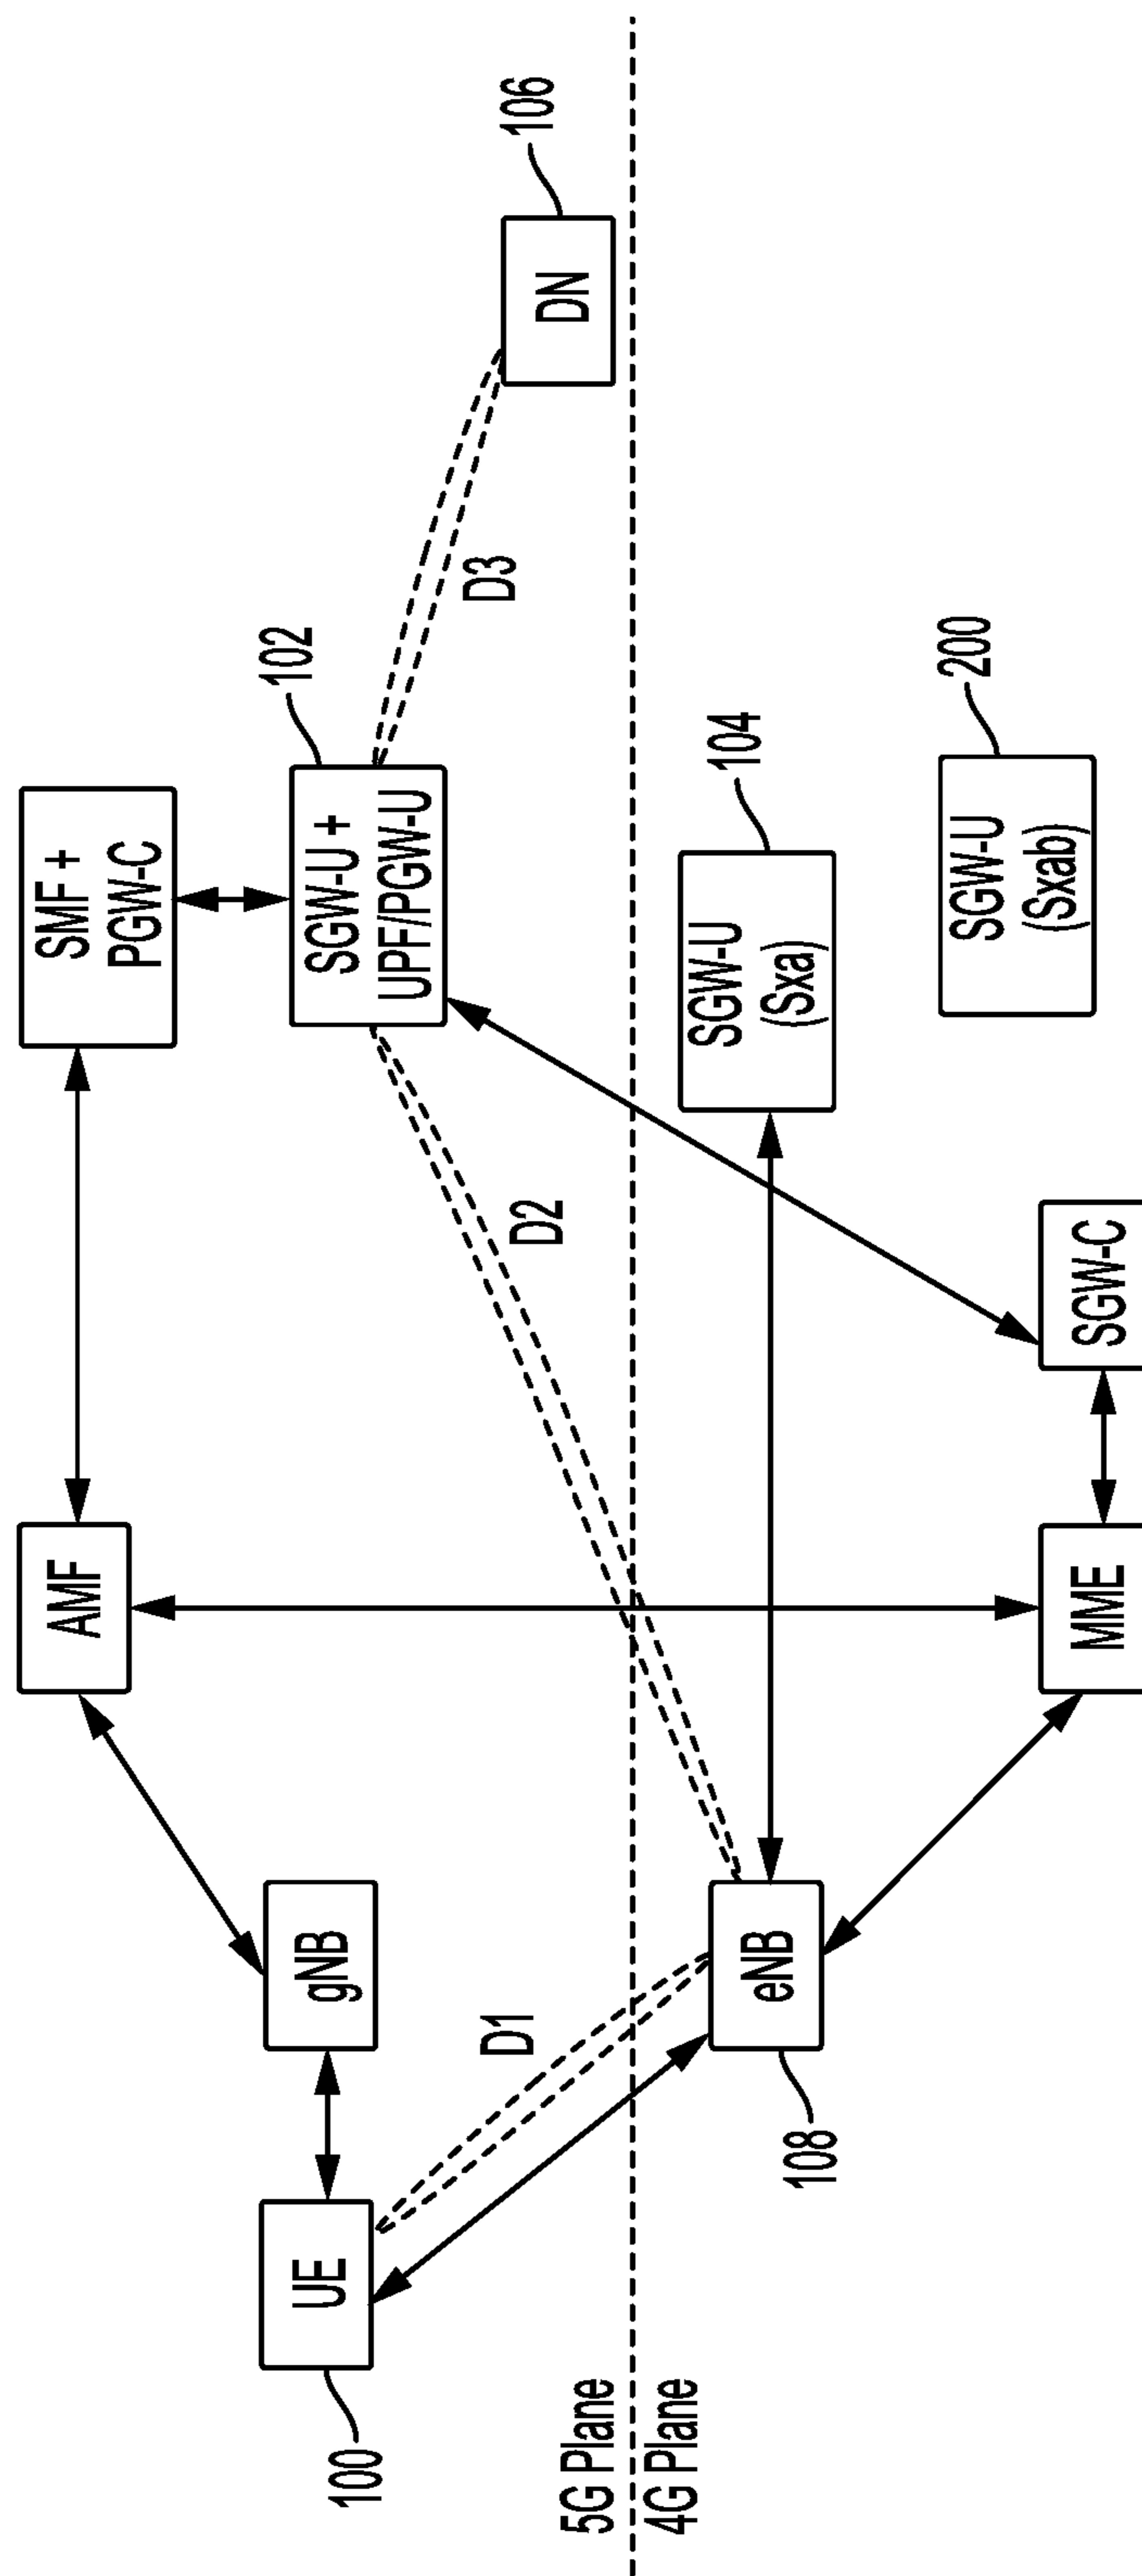 SMF +
PGW-C
AMF
102
106
gNB
SGW-U +
UPF/PGW-U
UE
100
D3
DN
D2
D1
5G Plane
4G Plane
104
SGW-U
(Sxa)
eNB
108
200
SGW-U
(Sxab)
MME
SGW-C